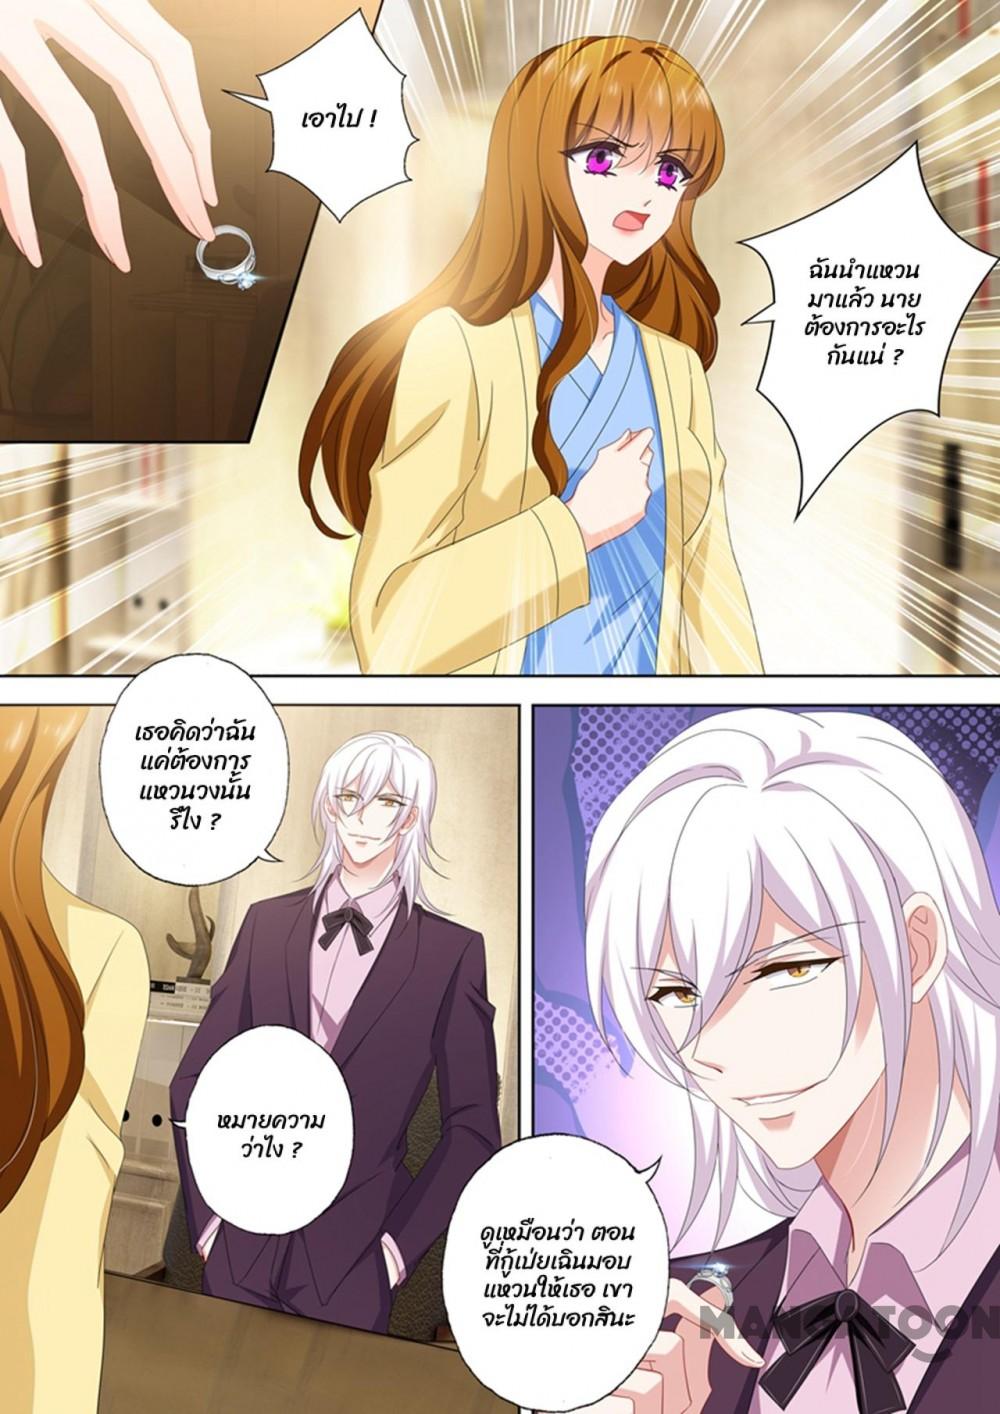 เอาไป !
ฉันนำแหวน
มาแล้ว นาย
ต้องการอะไร
กันแน่ ?
เธอคิดว่าฉัน
แค่ต้องการ
แหวนวงนั้น
รึไง ?
หมายความ
ว่าไง ?
ดูเหมือนว่า ตอน
ที่กู้เป่ยเฉินมอบ
แหวนให้เธอ เขา
จะไม่ได้บอกสินะ
MANGATOON